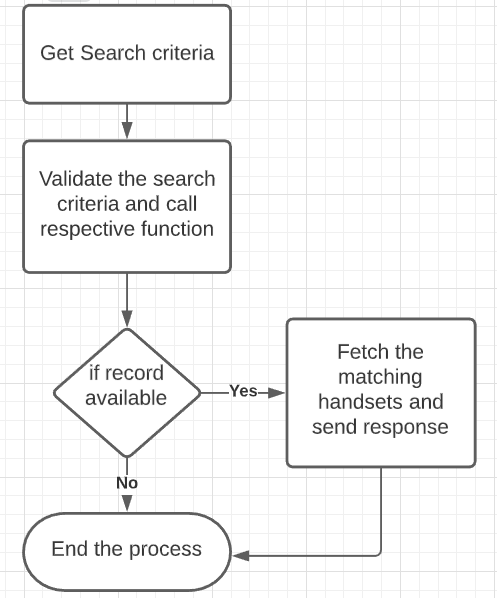 Get Search criteria
Validate the search
criteria and call
respective function
if record
available
Yes
Fetch the
matching
handsets and
send response
No
End the process